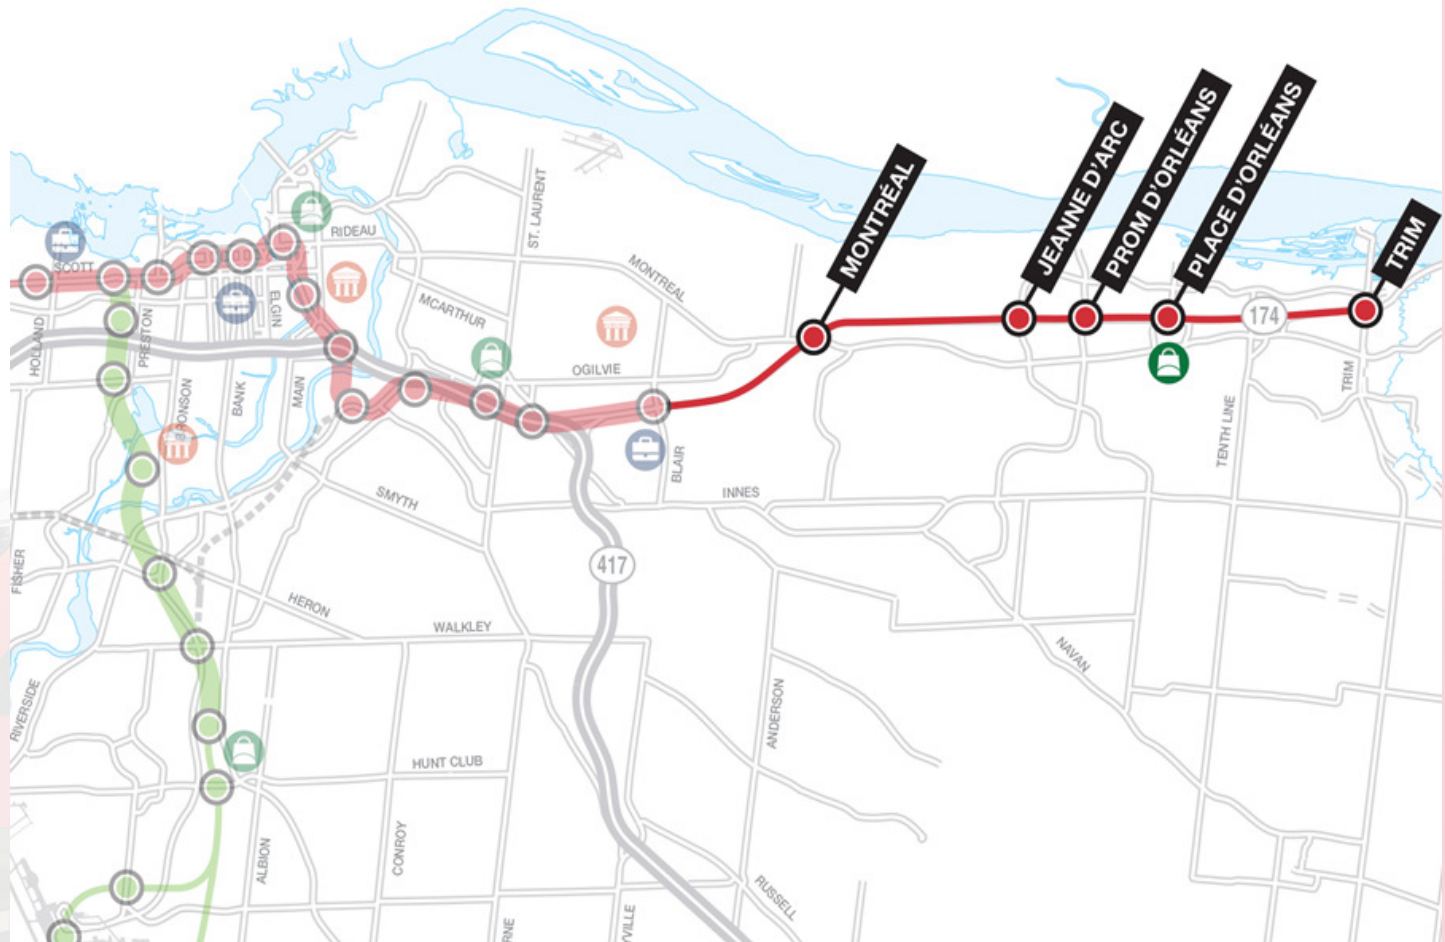 MONTRÉAL
JEANNE D'ARC
PROM D'ORLÉANS
PLACE D'ORLÉANS
TRIM
RIDEAU
ST. LAURENT
SCOTT
MONTREAL
ELGIN
MCARTHUR
174
HOLLAND
PRESTON
OGILVIE
TRIM
BRONSON
BANK
MAIN
TENTH LINE
BLAIR
SMYTH
INNES
417
FISHER
HERON
WALKLEY
NAVAN
RIVERSIDE
ANDERSON
HUNT CLUB
ALBION
CONROY
RUSSELL
RNE
YVILLE